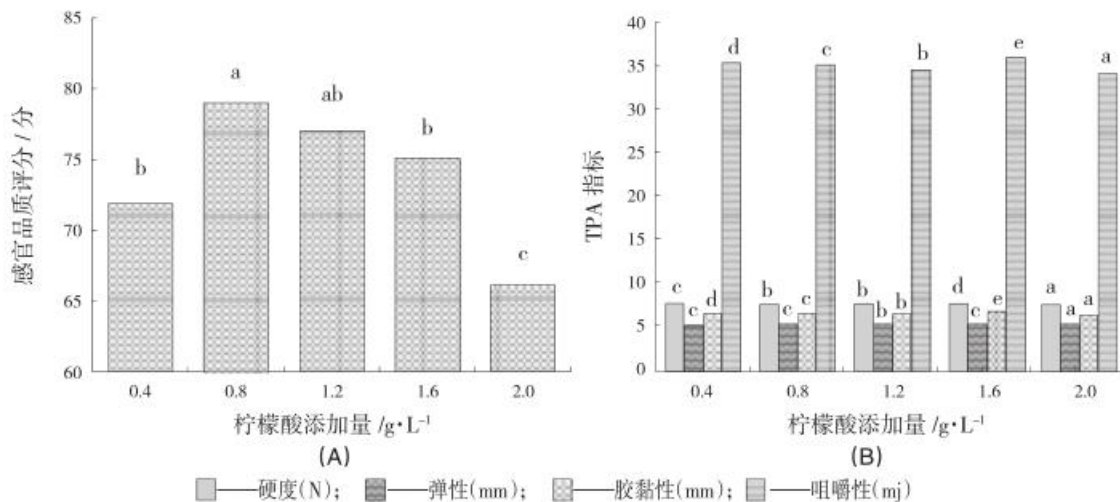 85
80
75
70
65
60
感官品质评分/分
b
a
ab
b
c
0.4
0.8
1.2
1.6
2.0
柠檬酸添加量/g·L⁻¹
(A)
40
35
30
25
20
15
10
5
0
TPA 指标
c
c
d
d
b
c
c
c
b
b
b
b
d
c
e
e
a
a
a
a
0.4
0.8
1.2
1.6
2.0
柠檬酸添加量/g·L⁻¹
(B)
——硬度(N); ——弹性(mm); ——胶黏性(mm); ——咀嚼性(mj)